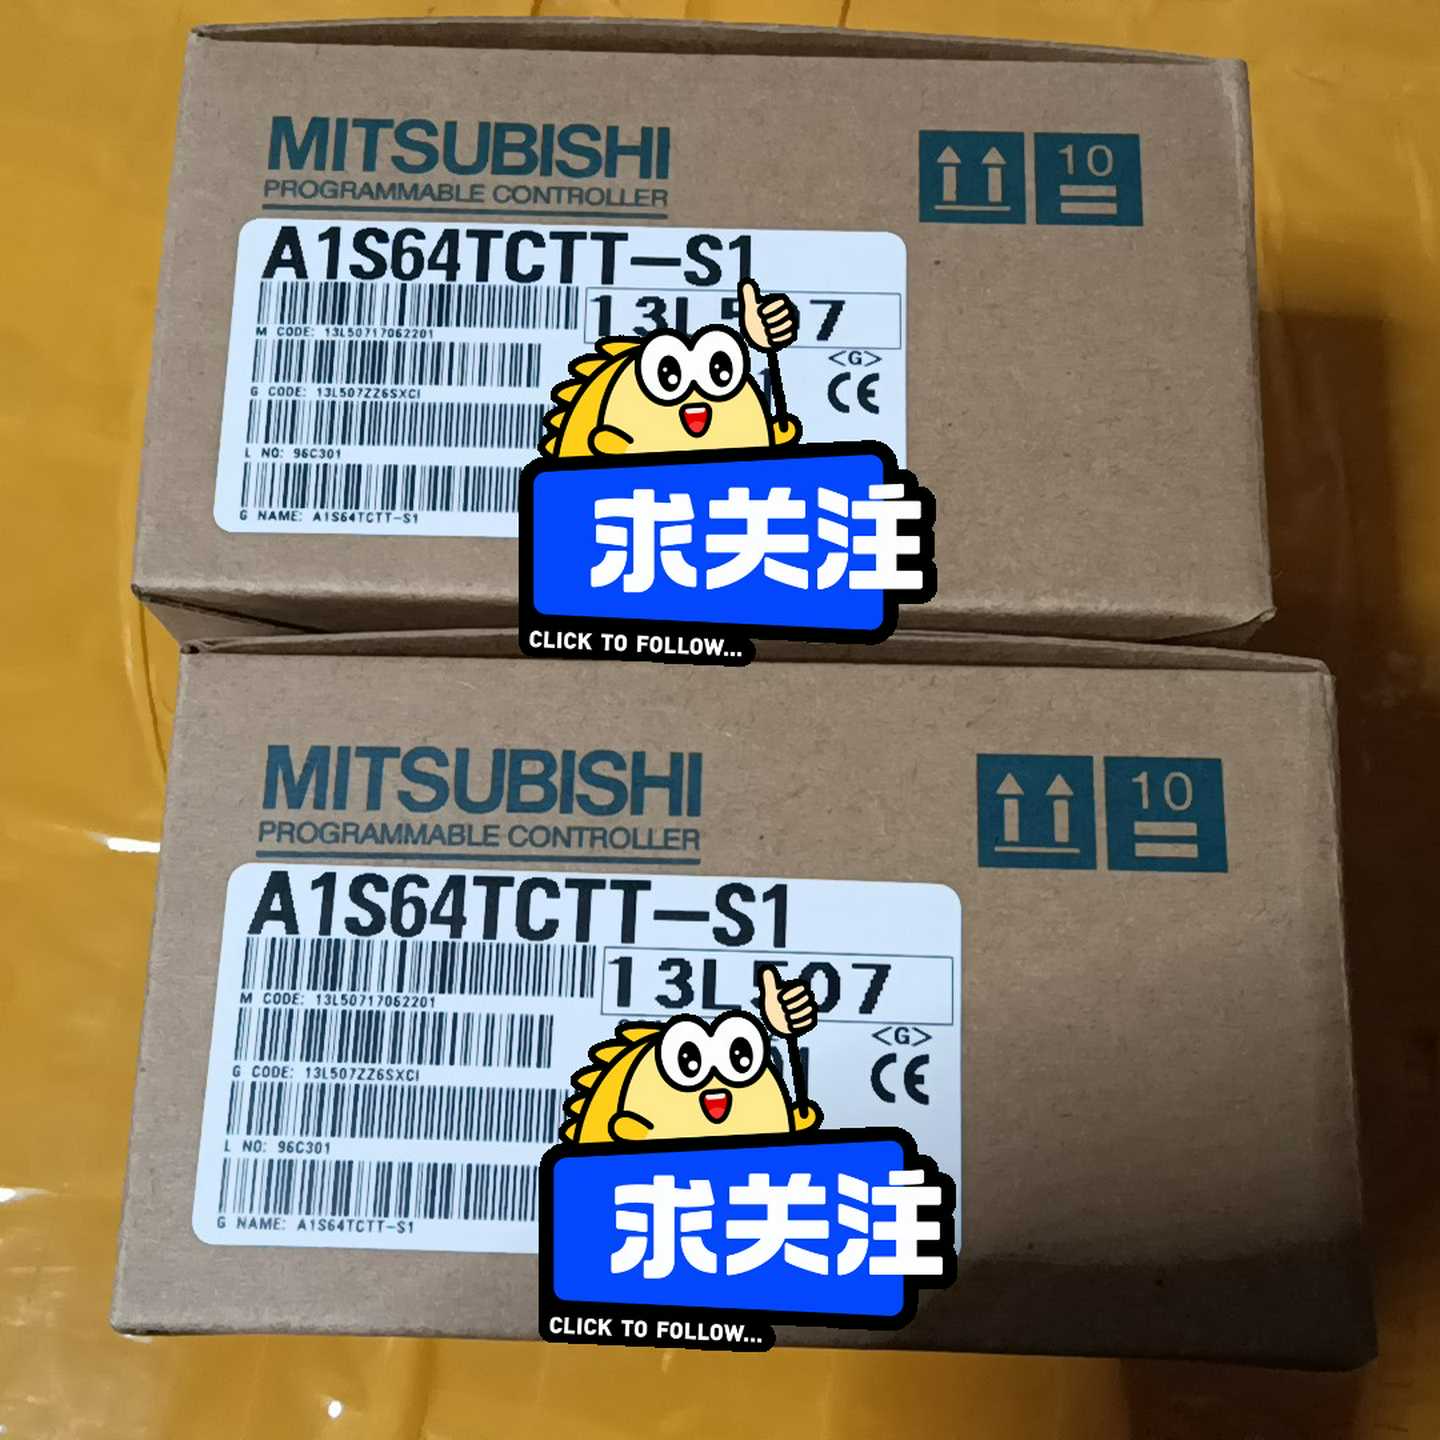 MITSUBISHI
PROGRAMMABLE CONTROLLER
10
A1S64TCTT-S1
M CODE: 13L50717062201
<G>
CE
G CODE: 13L507ZZ6SXCI
L NO: 96C301
G NAME: A1S64TCTT-S1
求关注
CLICK TO FOLLOW...
MITSUBISHI
PROGRAMMABLE CONTROLLER
10
A1S64TCTT-S1
13L507
M CODE: 13L50717062201
<G>
CE
G CODE: 13L507ZZ6SXCI
L NO: 96C301
G NAME: A1S64TCTT-S1
求关注
CLICK TO FOLLOW...